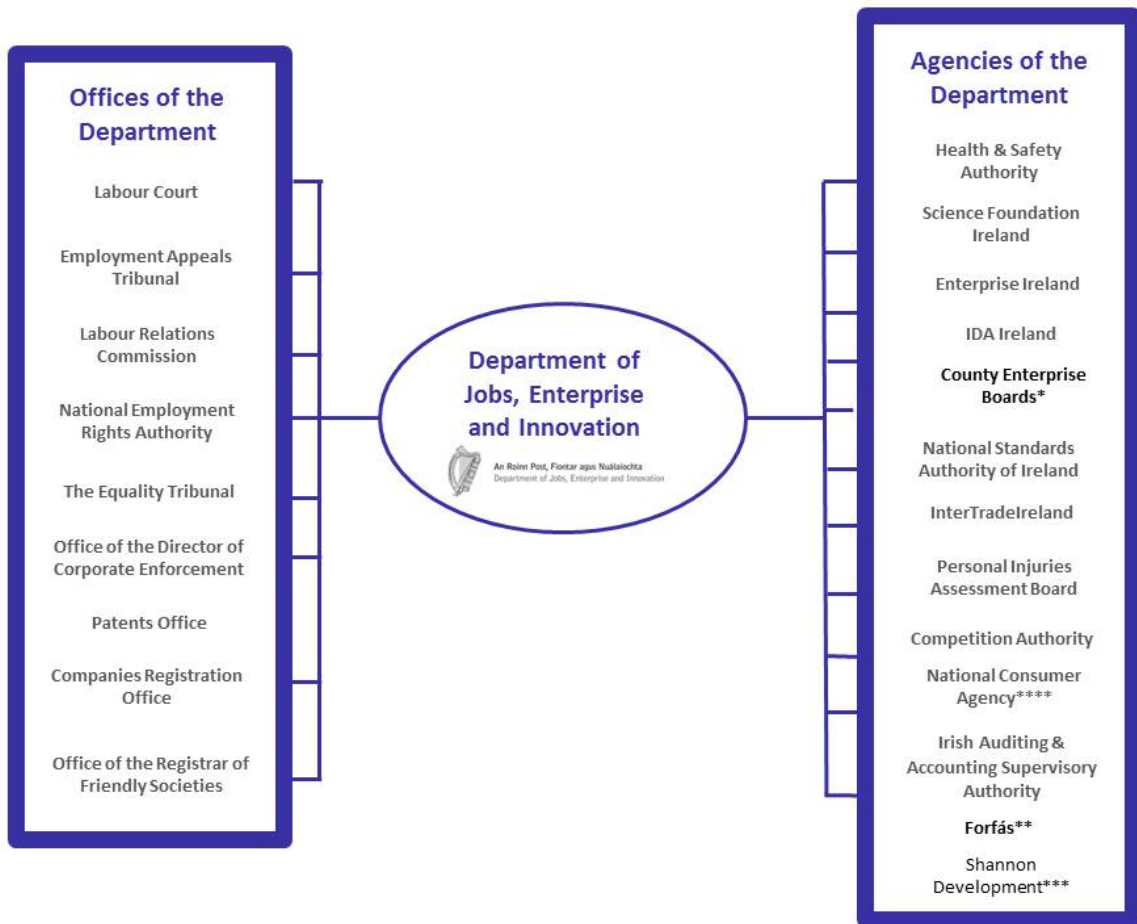 Offices of the
Department
Labour Court
Employment Appeals
Tribunal
Labour Relations
Commission
National Employment
Rights Authority
The Equality Tribunal
Office of the Director of
Corporate Enforcement
Patents Office
Companies Registration
Office
Office of the Registrar of
Friendly Societies
Department of
Jobs, Enterprise
and Innovation
An Roinn Post, Fiontar agus Nuálaíochta
Department of Jobs, Enterprise and Innovation
Agencies of the
Department
Health & Safety
Authority
Science Foundation
Ireland
Enterprise Ireland
IDA Ireland
County Enterprise
Boards*
National Standards
Authority of Ireland
InterTradeIreland
Personal Injuries
Assessment Board
Competition Authority
National Consumer
Agency****
Irish Auditing &
Accounting Supervisory
Authority
Forfás**
Shannon
Development***